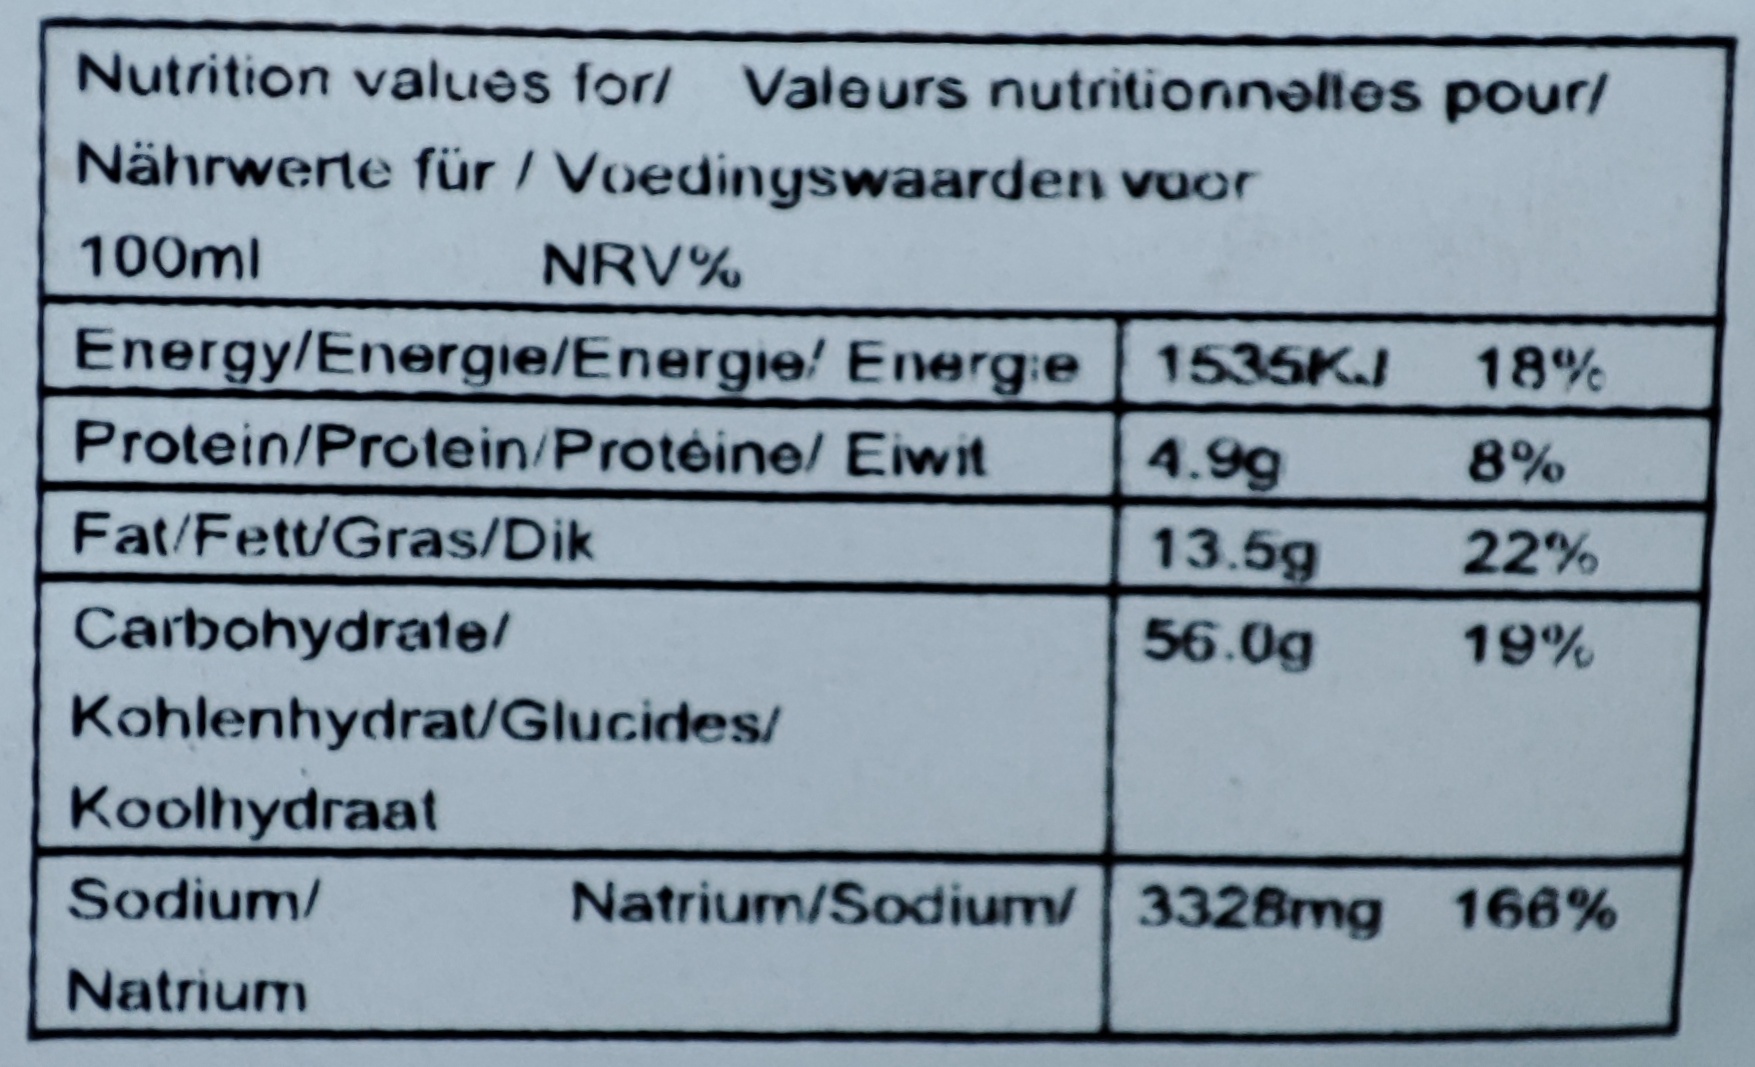 Nutrition values for/ Valeurs nutritionnelles pour/
Nährwerte für / Voedingswaarden voor
100ml NRV%
Energy/Energie/Energie/ Energie 1535KJ 18%
Protein/Protein/Protéine/ Eiwit 4.9g 8%
Fat/Fett/Gras/Dik 13.5g 22%
Carbohydrate/ 56.0g 19%
Kohlenhydrat/Glucides/
Koolhydraat
Sodium/ Natrium/Sodium/ 3328mg 166%
Natrium